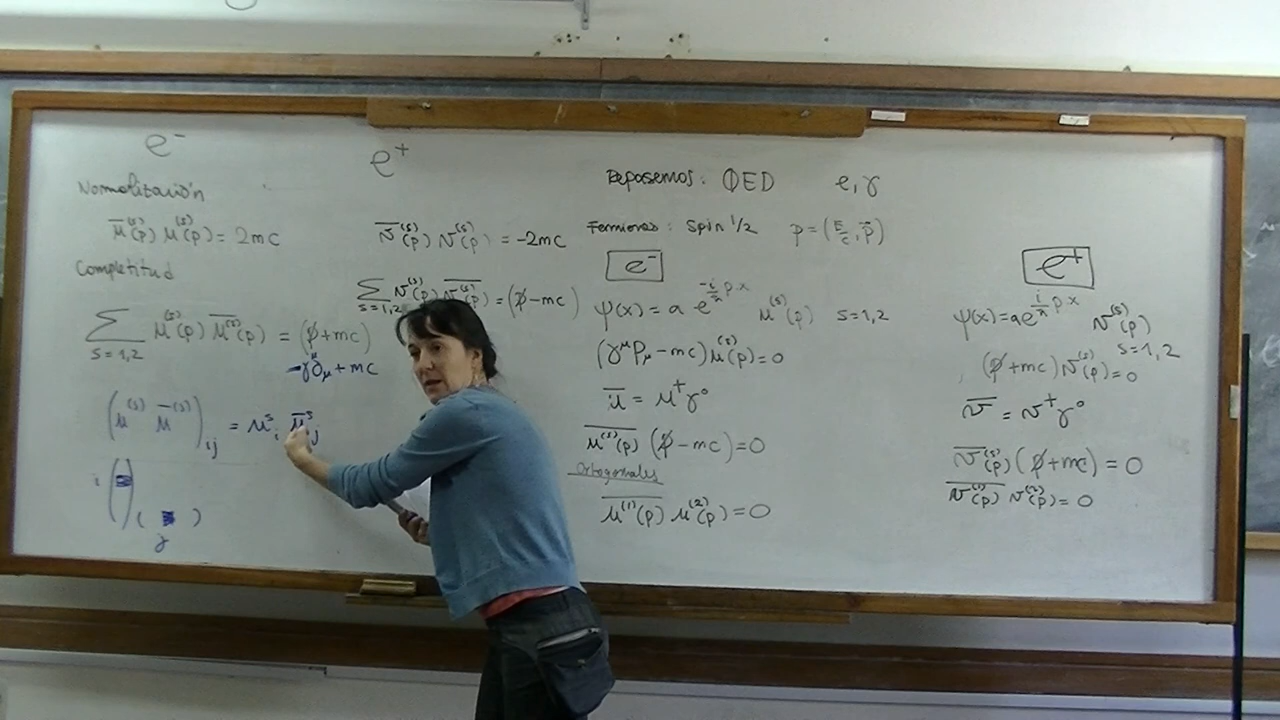 e⁻
Normalización
ū⁽ˢ⁾(p) u⁽ˢ⁾(p) = 2mc
Completitud
∑ s=1,2 u⁽ˢ⁾(p) ū⁽ˢ⁾(p) = (p̸ + mc)
-γ^μ ∂_μ + mc
(u⁽ˢ⁾ ū⁽ˢ⁾)ij = uˢi ūˢj
i ( )
( )
j
e⁺
v̄⁽ˢ⁾(p) v⁽ˢ⁾(p) = -2mc
∑ s=1,2 v⁽ˢ⁾(p) v̄⁽ˢ⁾(p) = (p̸ - mc)
Repasemos: QED e, γ
Fermiones: spin 1/2 p = (E/c, p⃗)
e⁻
ψ(x) = a e^(-i/ħ p.x) u⁽ˢ⁾(p) s=1,2
(γ^μ P_μ - mc) u⁽ˢ⁾(p) = 0
ū = u⁺γ⁰
ū⁽ˢ⁾(p) (p̸ - mc) = 0
Ortogonales
ū⁽¹⁾(p) u⁽²⁾(p) = 0
e⁺
ψ(x) = a e^(i/ħ p.x) v⁽ˢ⁾(p)
s=1,2
(p̸ + mc) v⁽ˢ⁾(p) = 0
v̄ = v⁺γ⁰
v̄⁽ˢ⁾(p) (p̸ + mc) = 0
v̄⁽¹⁾(p) v⁽²⁾(p) = 0